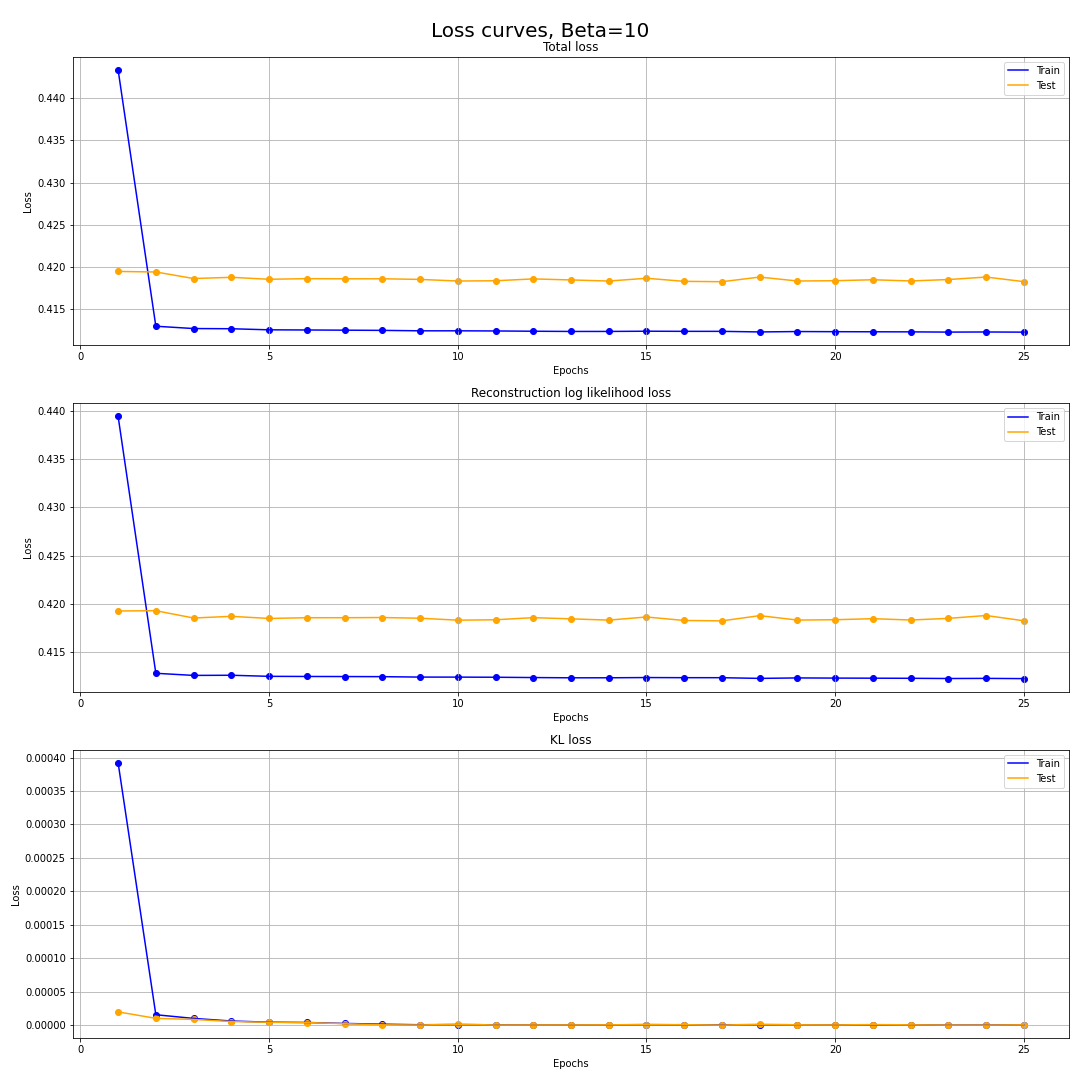 Loss curves, Beta=10
Total loss
Train
Test
0.440
0.435
0.430
0.425
0.420
0.415
Loss
0 5 10 15 20 25
Epochs
Reconstruction log likelihood loss
Train
Test
0.440
0.435
0.430
0.425
0.420
0.415
Loss
0 5 10 15 20 25
Epochs
KL loss
Train
Test
0.00040
0.00035
0.00030
0.00025
0.00020
0.00015
0.00010
0.00005
0.00000
Loss
0 5 10 15 20 25
Epochs